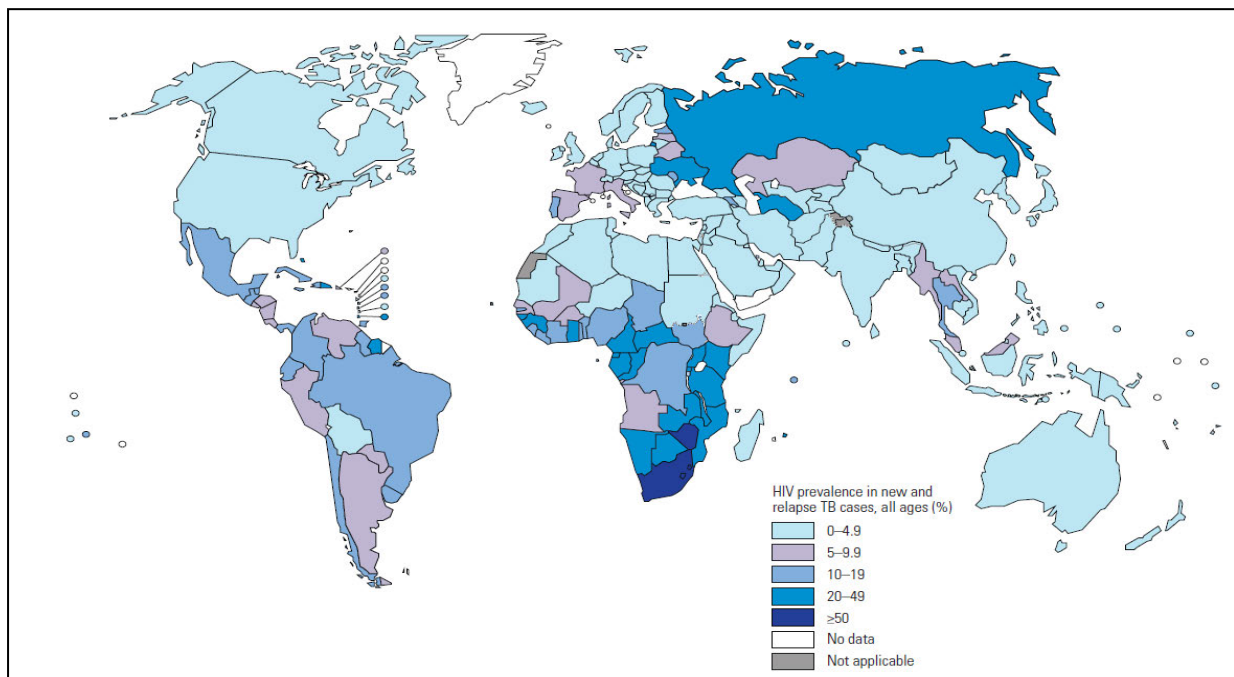 HIV prevalence in new and
relapse TB cases, all ages (%)
0–4.9
5–9.9
10–19
20–49
≥50
No data
Not applicable